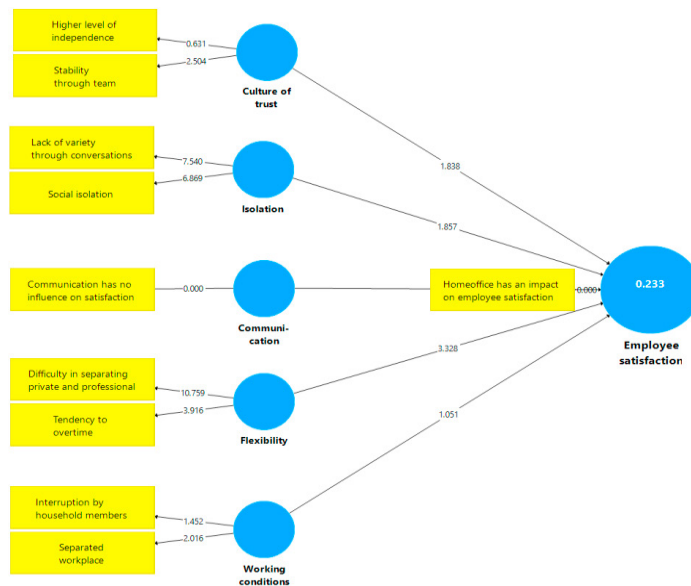 Higher level of
independence
0.631
2.504
Stability
through team
Culture of
trust
1.838
Lack of variety
through conversations
7.540
6.869
Social isolation
Isolation
1.857
Communication has no
influence on satisfaction
0.000
Communi-
cation
Homeoffice has an impact
on employee satisfaction
0.000
0.233
Employee
satisfaction
Difficulty in separating
private and professional
10.759
3.916
Tendency to
overtime
Flexibility
3.328
1.051
Interruption by
household members
1.452
2.016
Separated
workplace
Working
conditions